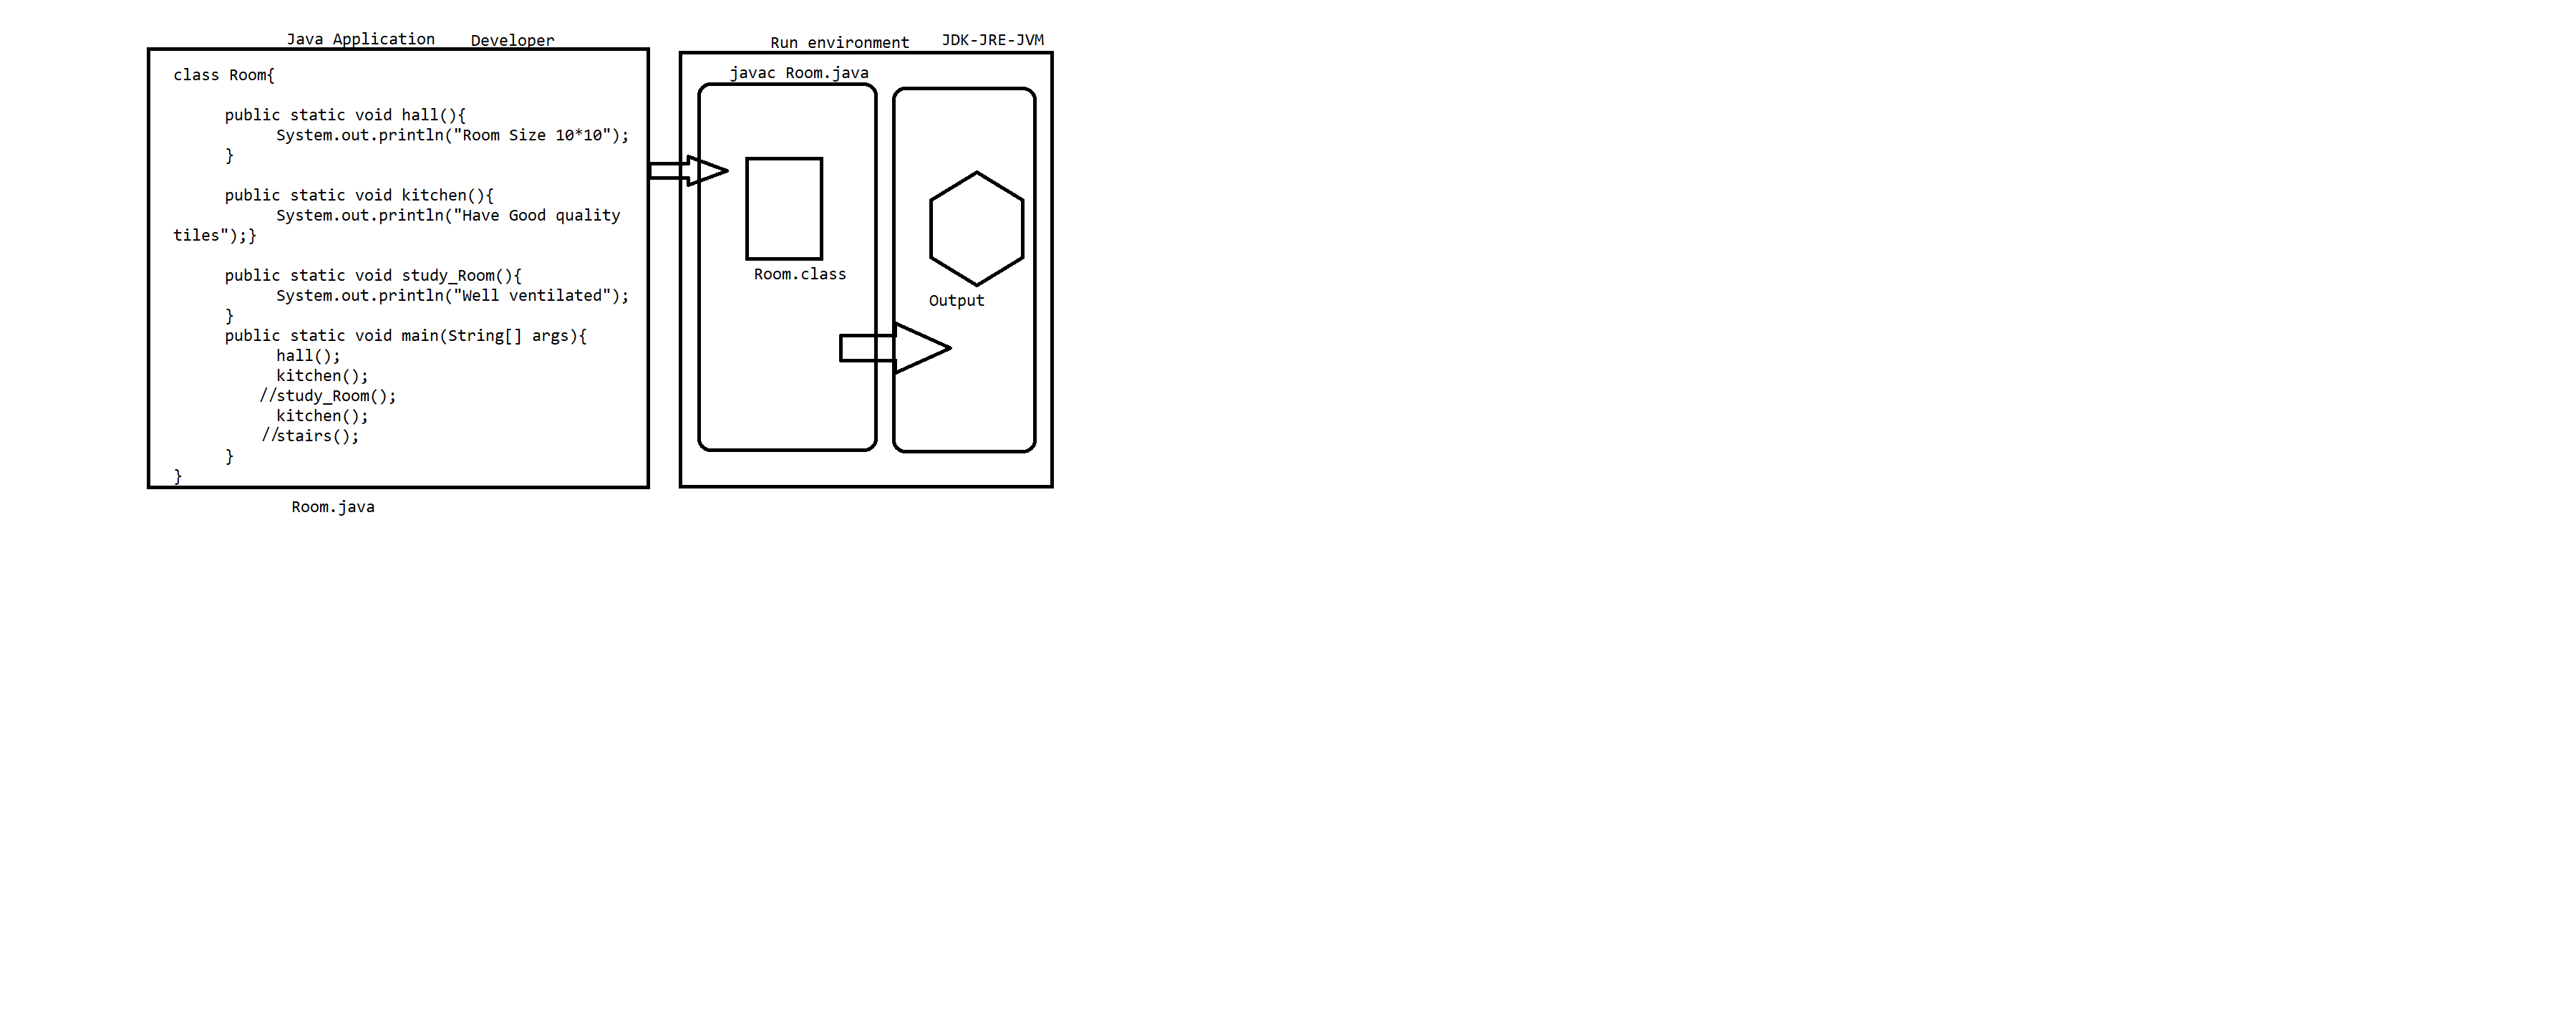 Java Application Developer
class Room{
public static void hall(){
System.out.println("Room Size 10*10");
}
public static void kitchen(){
System.out.println("Have Good quality
tiles");}
public static void study_Room(){
System.out.println("Well ventilated");
}
public static void main(String[] args){
hall();
kitchen();
//study_Room();
kitchen();
//stairs();
}
}
Room.java
Run environment JDK-JRE-JVM
javac Room.java
Room.class
Output